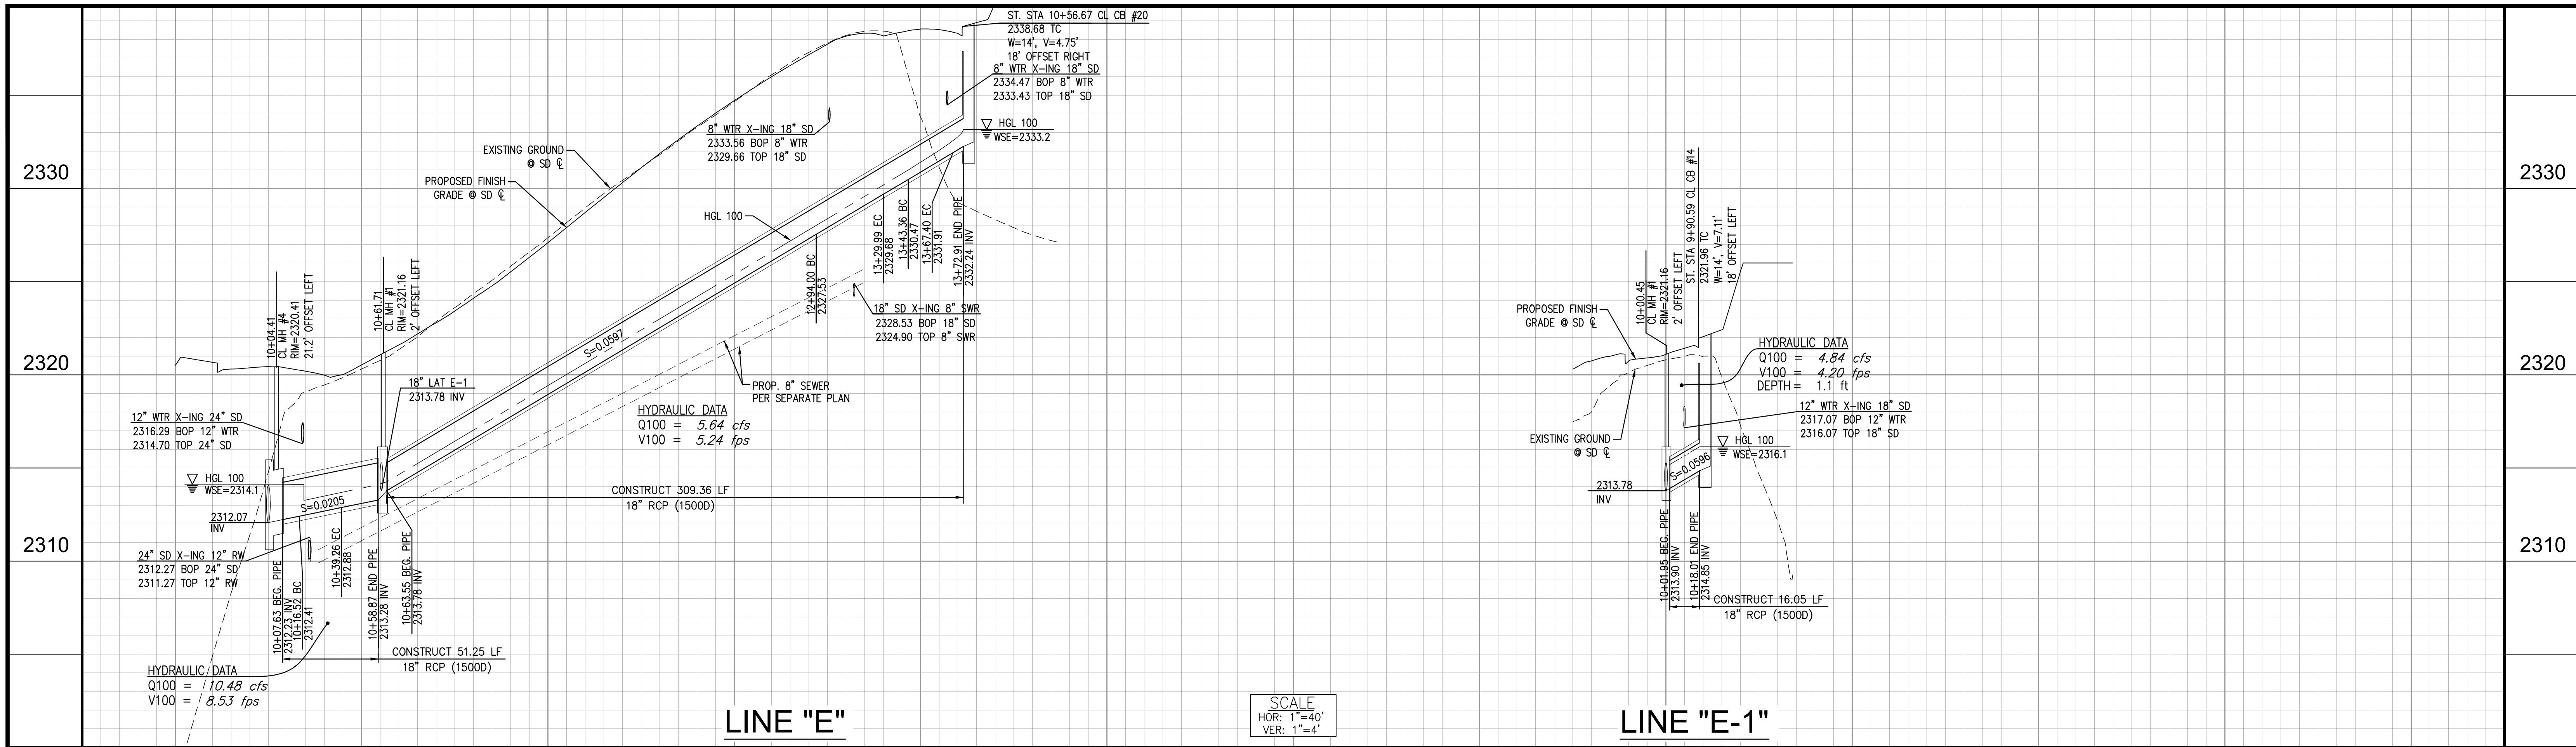 2330
2320
2310
ST. STA 10+56.67 CL CB #20
2338.68 TC
W=14', V=4.75'
18' OFFSET RIGHT
8" WTR X-ING 18" SD
2334.47 BOP 8" WTR
2333.43 TOP 18" SD
HGL 100
WSE=2333.2
8" WTR X-ING 18" SD
2333.56 BOP 8" WTR
2329.66 TOP 18" SD
EXISTING GROUND
@ SD ℄
PROPOSED FINISH
GRADE @ SD ℄
HGL 100
10+04.41
CL MH #4
RIM=2320.41
21.2' OFFSET LEFT
10+61.71
CL MH #1
RIM=2321.16
2' OFFSET LEFT
12+94.00 BC
2327.53
13+29.99 EC
2329.68
13+43.36 BC
2330.47
13+67.40 EC
2331.91
13+72.91 END PIPE
2332.24 INV
18" SD X-ING 8" SWR
2328.53 BOP 18" SD
2324.90 TOP 8" SWR
S=0.0597
18" LAT E-1
2313.78 INV
PROP. 8" SEWER
PER SEPARATE PLAN
HYDRAULIC DATA
Q100 = 5.64 cfs
V100 = 5.24 fps
12" WTR X-ING 24" SD
2316.29 BOP 12" WTR
2314.70 TOP 24" SD
HGL 100
WSE=2314.1
S=0.0205
2312.07
INV
CONSTRUCT 309.36 LF
18" RCP (1500D)
24" SD X-ING 12" RW
2312.27 BOP 24" SD
2311.27 TOP 12" RW
10+07.63 BEG. PIPE
2312.23 INV
10+16.52 BC
2312.41
10+39.26 EC
2312.88
10+58.87 END PIPE
2313.28 INV
10+63.55 BEG. PIPE
2313.78 INV
CONSTRUCT 51.25 LF
18" RCP (1500D)
HYDRAULIC DATA
Q100 = 10.48 cfs
V100 = 8.53 fps
LINE "E"
SCALE
HOR: 1"=40'
VER: 1"=4'
10+00.45
CL MH #1
RIM=2321.16
2' OFFSET LEFT
ST. STA 9+90.59 CL CB #14
2321.96 TC
W=14', V=7.11'
18' OFFSET LEFT
PROPOSED FINISH
GRADE @ SD ℄
HYDRAULIC DATA
Q100 = 4.84 cfs
V100 = 4.20 fps
DEPTH = 1.1 ft
12" WTR X-ING 18" SD
2317.07 BOP 12" WTR
2316.07 TOP 18" SD
EXISTING GROUND
@ SD ℄
HGL 100
WSE=2316.1
S=0.0596
2313.78
INV
10+01.95 BEG. PIPE
2313.90 INV
10+18.01 END PIPE
2314.85 INV
CONSTRUCT 16.05 LF
18" RCP (1500D)
LINE "E-1"
2330
2320
2310